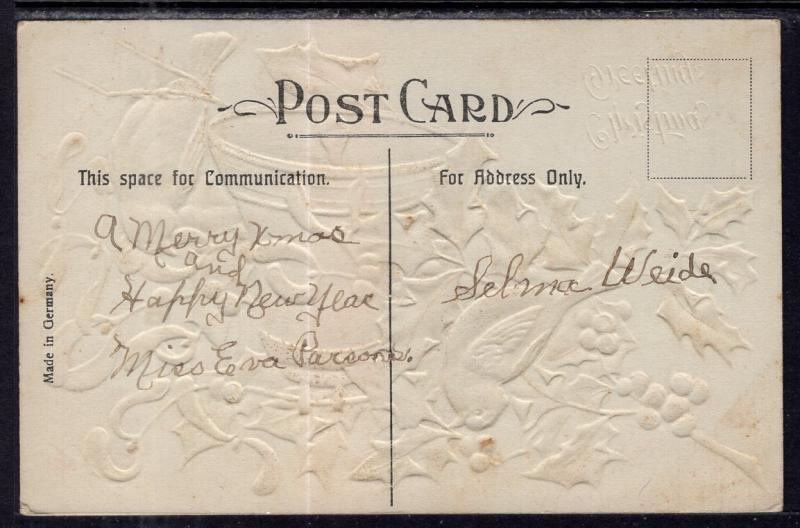 POST CARD
This space for Communication.
For Address Only.
A Merry Xmas
and
Happy New Year
Miss Eva Parsons.
Selma Weide
Made in Germany.